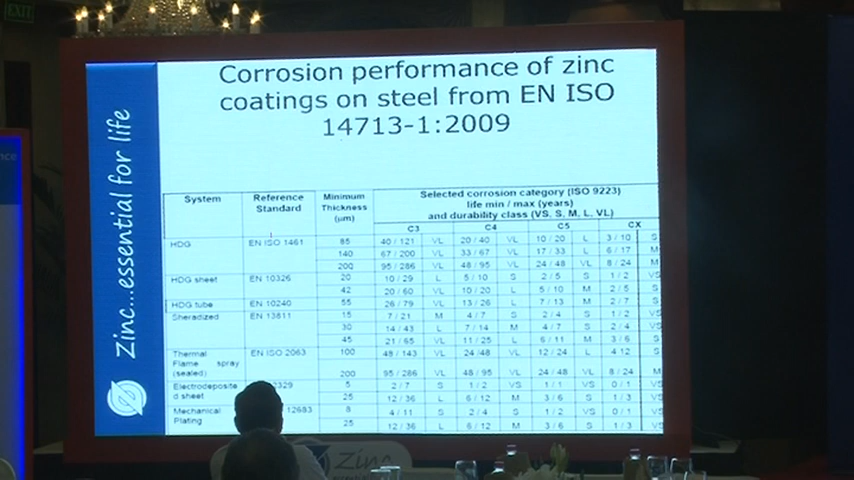 EXIT
Corrosion performance of zinc
coatings on steel from EN ISO
14713-1:2009
Zinc...essential for life
System Reference Standard Minimum Thickness (μm) Selected corrosion category (ISO 9223) life min / max (years) and durability class (VS, S, M, L, VL)
C3 C4 C5 CX
HDG EN ISO 1461 85 40 / 121 VL 20 / 40 VL 10 / 20 L 3 / 10 S
140 67 / 200 VL 33 / 67 VL 17 / 33 L 6 / 17 M
200 95 / 286 VL 48 / 95 VL 24 / 48 VL 8 / 24 M
HDG sheet EN 10326 20 10 / 29 L 5 / 10 S 2 / 5 S 1 / 2 VS
42 20 / 60 VL 10 / 20 L 5 / 10 M 2 / 5 S
HDG tube EN 10240 55 26 / 79 VL 13 / 26 L 7 / 13 M 2 / 7 S
Sheradized EN 13811 15 7 / 21 M 4 / 7 S 2 / 4 S 1 / 2 VS
30 14 / 43 L 7 / 14 M 4 / 7 S 2 / 4 VS
45 21 / 65 VL 11 / 25 L 6 / 11 M 3 / 6 S
Thermal Flame spray (sealed) EN ISO 2063 100 48 / 143 VL 24 / 48 VL 12 / 24 L 4 12 S
200 95 / 286 VL 48 / 95 VL 24 / 48 VL 8 / 24 M
Electrodeposite d sheet 2329 5 2 / 7 S 1 / 2 VS 1 / 1 VS 0 / 1 VS
25 12 / 36 L 6 / 12 M 3 / 6 S 1 / 3 VS
Mechanical Plating 12683 8 4 / 11 S 2 / 4 S 1 / 2 VS 0 / 1 VS
25 12 / 36 L 6 / 12 M 3 / 6 S 1 / 3 VS
Zinc